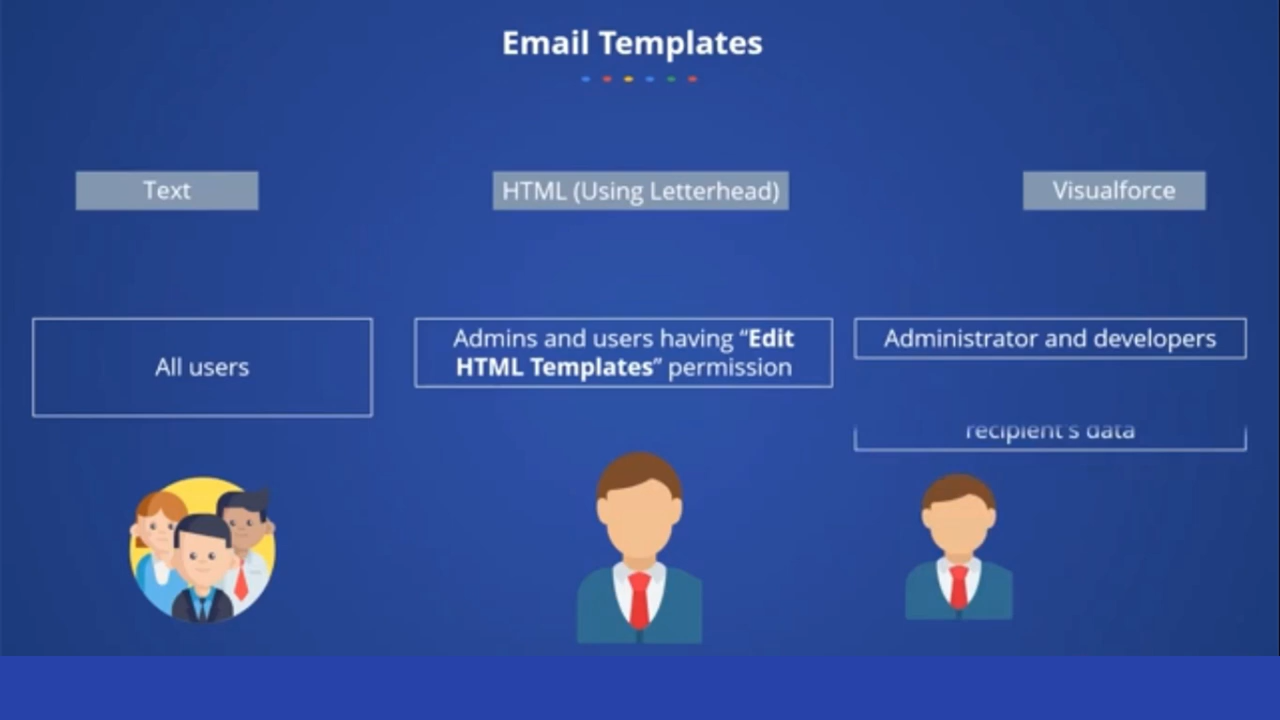 Email Templates
Text
HTML (Using Letterhead)
Visualforce
All users
Admins and users having “Edit
HTML Templates” permission
Administrator and developers
recipient's data